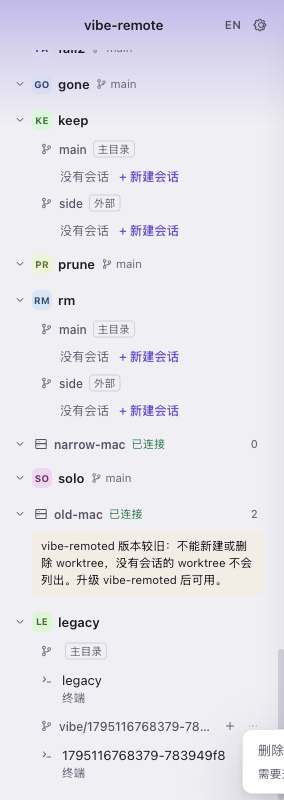 vibe-remote EN
GO gone main
KE keep
main 主目录
没有会话 + 新建会话
side 外部
没有会话 + 新建会话
PR prune main
RM rm
main 主目录
没有会话 + 新建会话
side 外部
没有会话 + 新建会话
narrow-mac 已连接 0
SO solo main
old-mac 已连接 2
vibe-remoted 版本较旧：不能新建或删
除 worktree，没有会话的 worktree 不会
列出。升级 vibe-remoted 后可用。
LE legacy
主目录
legacy
终端
vibe/1795116768379-78... + ...
1795116768379-783949f8
终端
删除
需要